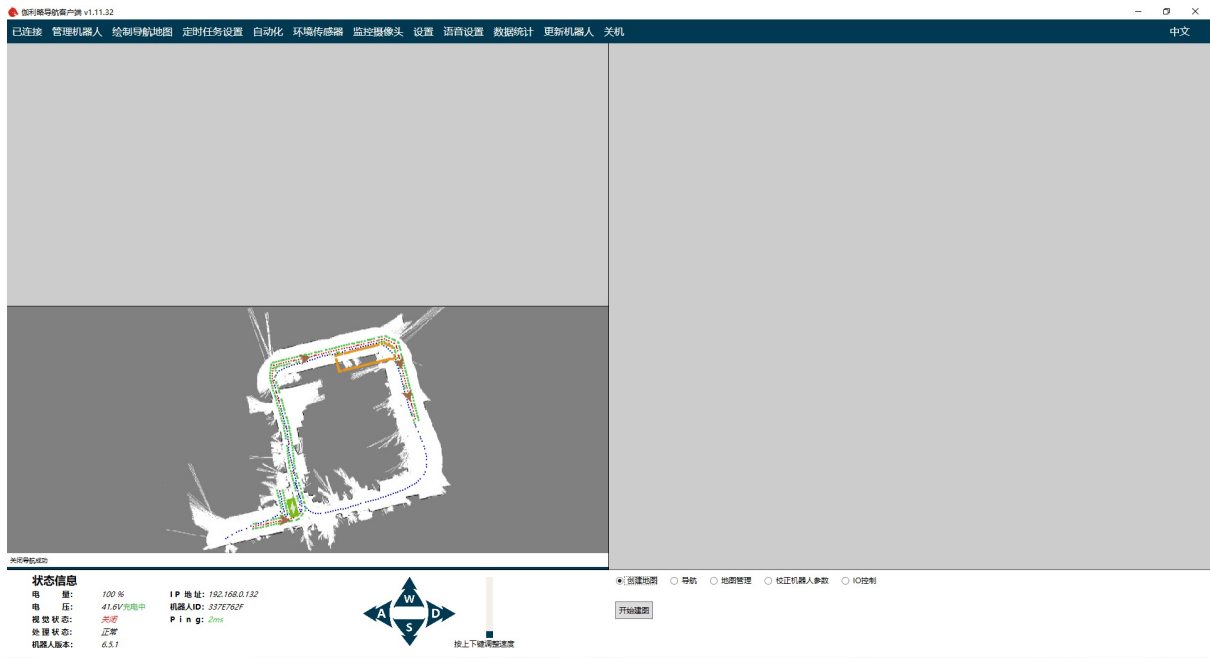 伽利略导航客户端 v1.11.32
已连接 管理机器人 绘制导航地图 定时任务设置 自动化 环境传感器 监控摄像头 设置 语音设置 数据统计 更新机器人 关机 中文
关闭导航成功
状态信息
电 量: 100 % I P 地 址: 192.168.0.132
电 压: 41.6V充电中 机器人ID: 337E762F
视 觉 状 态: 关闭 P i n g: 2ms
处 理 状 态: 正常
机器人版本: 6.5.1
W
A D
S
按上下键调整速度
创建地图 导航 地图管理 校正机器人参数 IO控制
开始建图